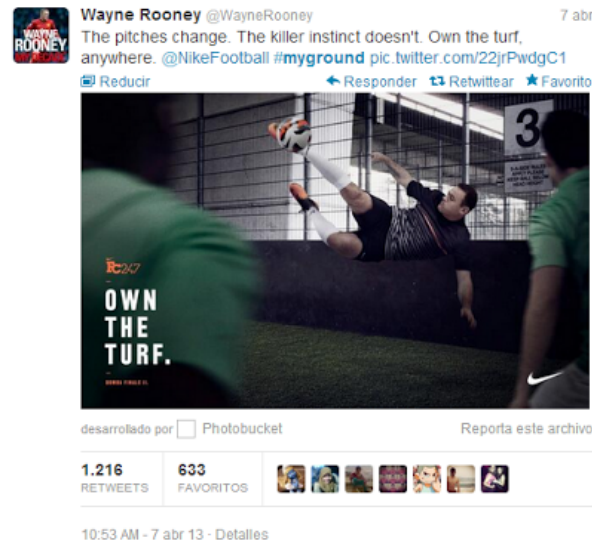 Wayne Rooney @WayneRooney 7 abr
The pitches change. The killer instinct doesn't. Own the turf,
anywhere. @NikeFootball #myground pic.twitter.com/22jrPwdgC1
Reducir Responder Retwittear Favorito
WAYNE
ROONEY
3
FC247
OWN
THE
TURF.
desarrollado por Photobucket Reporta este archivo
1.216 633
RETWEETS FAVORITOS
10:53 AM - 7 abr 13 · Detalles